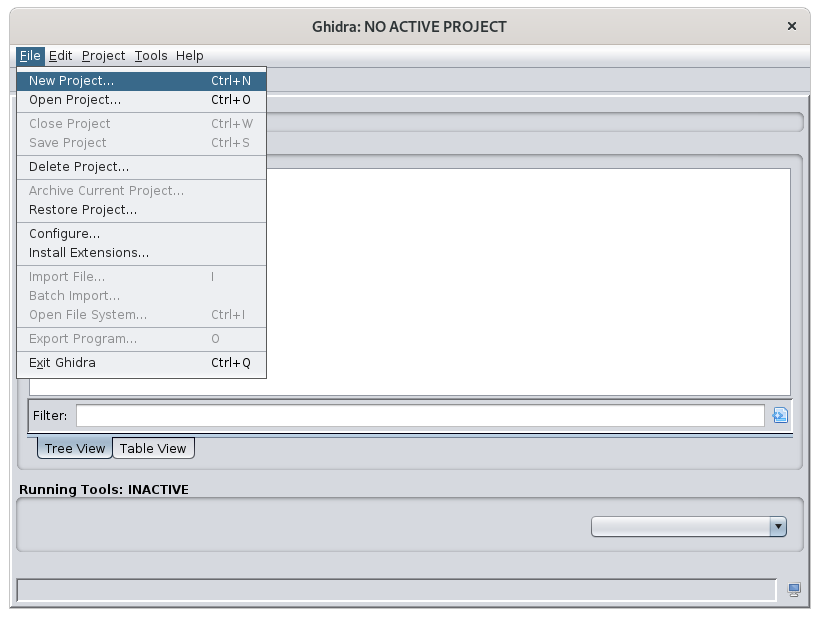 Ghidra: NO ACTIVE PROJECT ×
File Edit Project Tools Help
New Project... Ctrl+N
Open Project... Ctrl+O
Close Project Ctrl+W
Save Project Ctrl+S
Delete Project...
Archive Current Project...
Restore Project...
Configure...
Install Extensions...
Import File... I
Batch Import...
Open File System... Ctrl+I
Export Program... O
Exit Ghidra Ctrl+Q
Filter:
Tree View Table View
Running Tools: INACTIVE